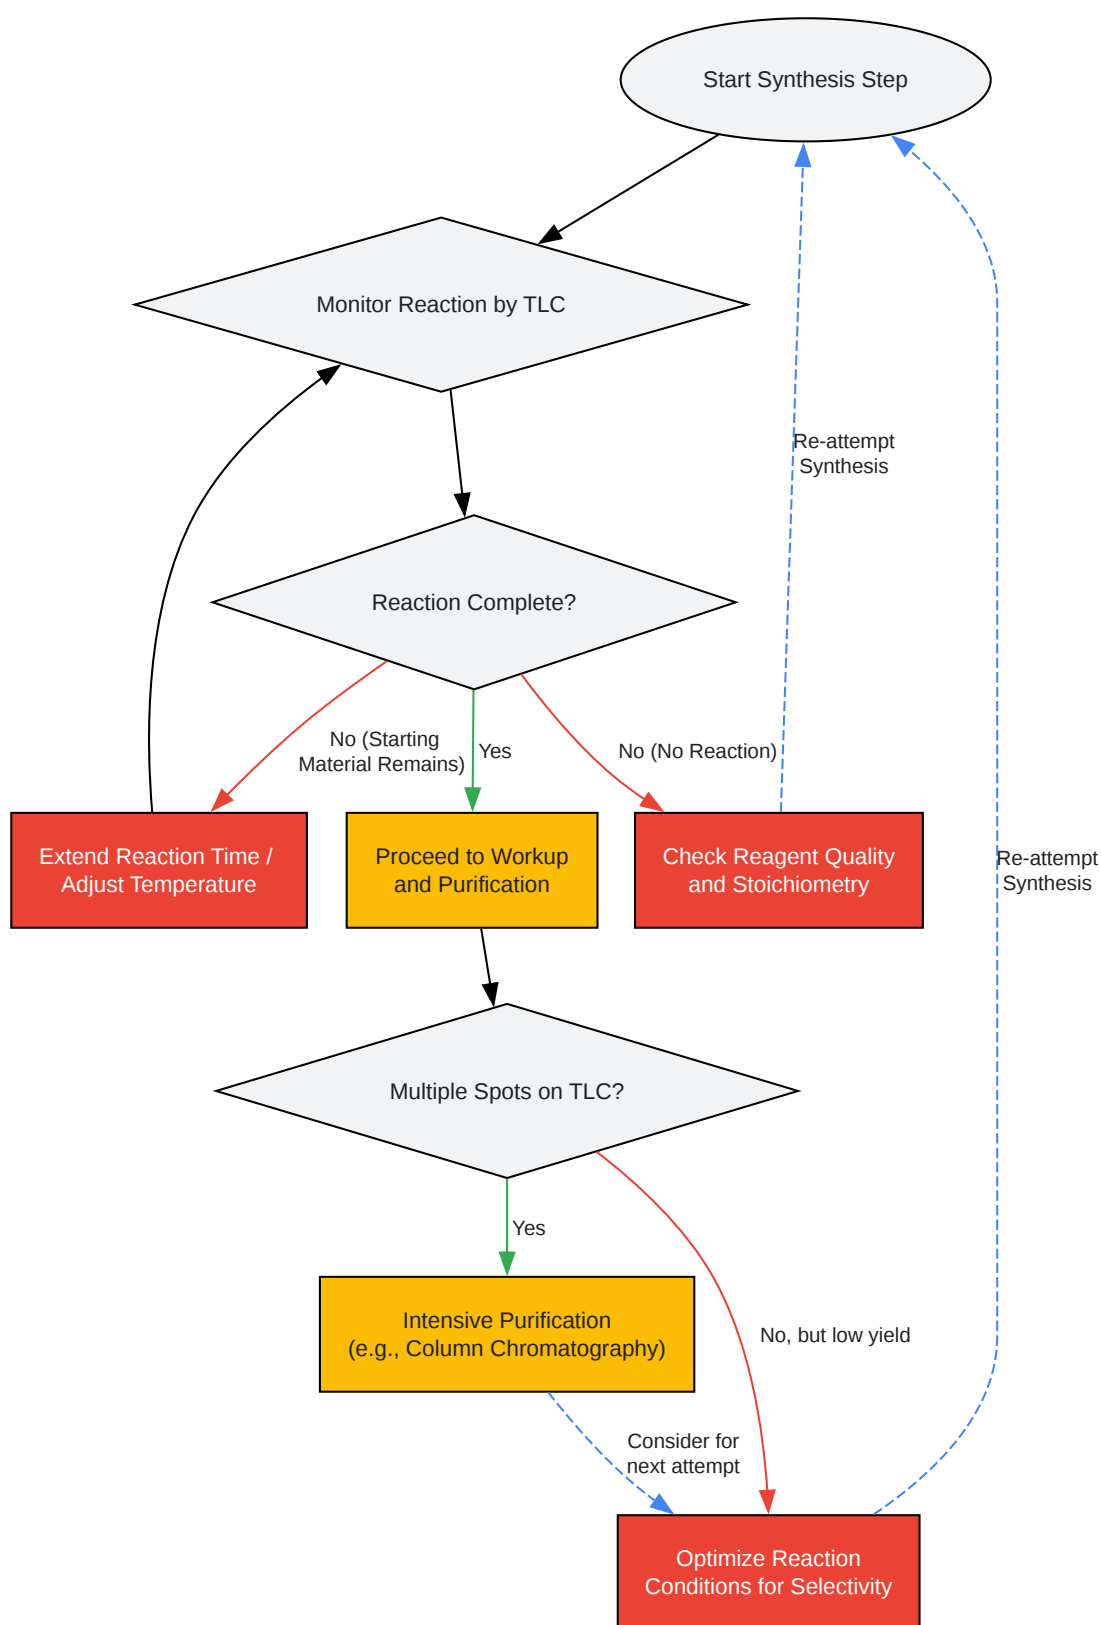 Start Synthesis Step
Monitor Reaction by TLC
Re-attempt
Synthesis
Reaction Complete?
No (Starting
Material Remains)
Yes
No (No Reaction)
Extend Reaction Time /
Adjust Temperature
Proceed to Workup
and Purification
Check Reagent Quality
and Stoichiometry
Re-attempt
Synthesis
Multiple Spots on TLC?
Yes
Intensive Purification
(e.g., Column Chromatography)
No, but low yield
Consider for
next attempt
Optimize Reaction
Conditions for Selectivity